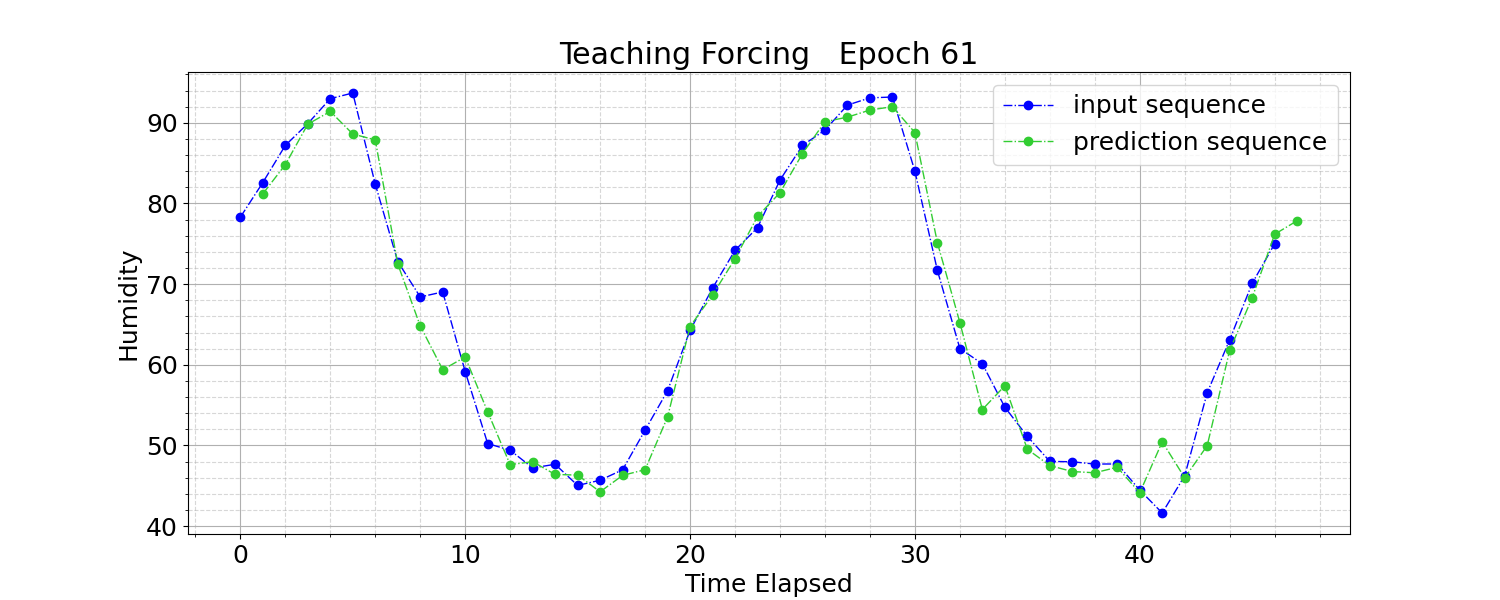 Teaching Forcing   Epoch 61
input sequence
prediction sequence
Humidity
90
80
70
60
50
40
0 10 20 30 40
Time Elapsed